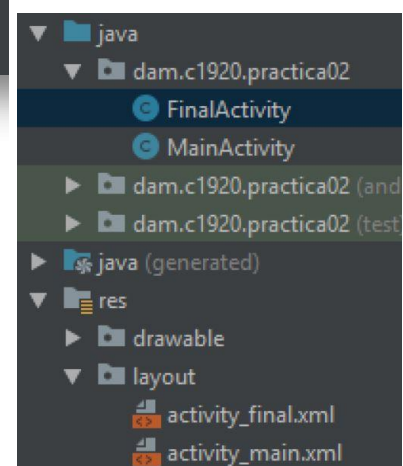 java
dam.c1920.practica02
FinalActivity
MainActivity
dam.c1920.practica02 (and
dam.c1920.practica02 (test)
java (generated)
res
drawable
layout
activity_final.xml
activity_main.xml